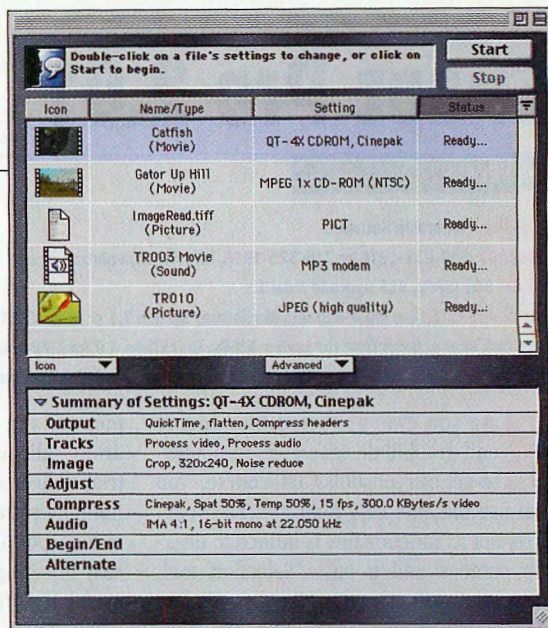 Double-click on a file's settings to change, or click on
Start to begin.
Start
Stop
Icon Name/Type Setting Status
Catfish
(Movie)
QT-4X CDROM, Cinepak Ready...
Gator Up Hill
(Movie)
MPEG 1x CD-ROM (NTSC) Ready...
ImageRead.tiff
(Picture)
PICT Ready...
TR003 Movie
(Sound)
MP3 modem Ready...
TR010
(Picture)
JPEG (high quality) Ready...
Icon Advanced
Summary of Settings: QT-4X CDROM, Cinepak
Output QuickTime, flatten, Compress headers
Tracks Process video, Process audio
Image Crop, 320x240, Noise reduce
Adjust
Compress Cinepak, Spat 50%, Temp 50%, 15 fps, 300.0 KBytes/s video
Audio IMA 4:1, 16-bit mono at 22.050 kHz
Begin/End
Alternate